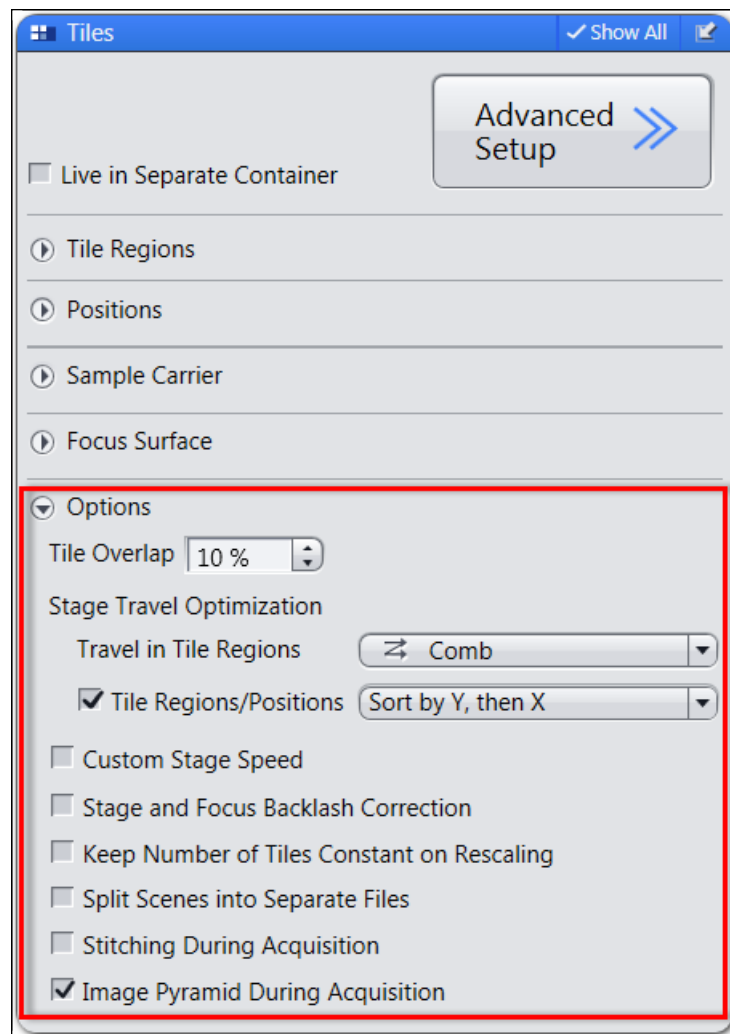 Tiles Show All
Advanced
Setup
Live in Separate Container
Tile Regions
Positions
Sample Carrier
Focus Surface
Options
Tile Overlap 10 %
Stage Travel Optimization
Travel in Tile Regions Comb
Tile Regions/Positions Sort by Y, then X
Custom Stage Speed
Stage and Focus Backlash Correction
Keep Number of Tiles Constant on Rescaling
Split Scenes into Separate Files
Stitching During Acquisition
Image Pyramid During Acquisition